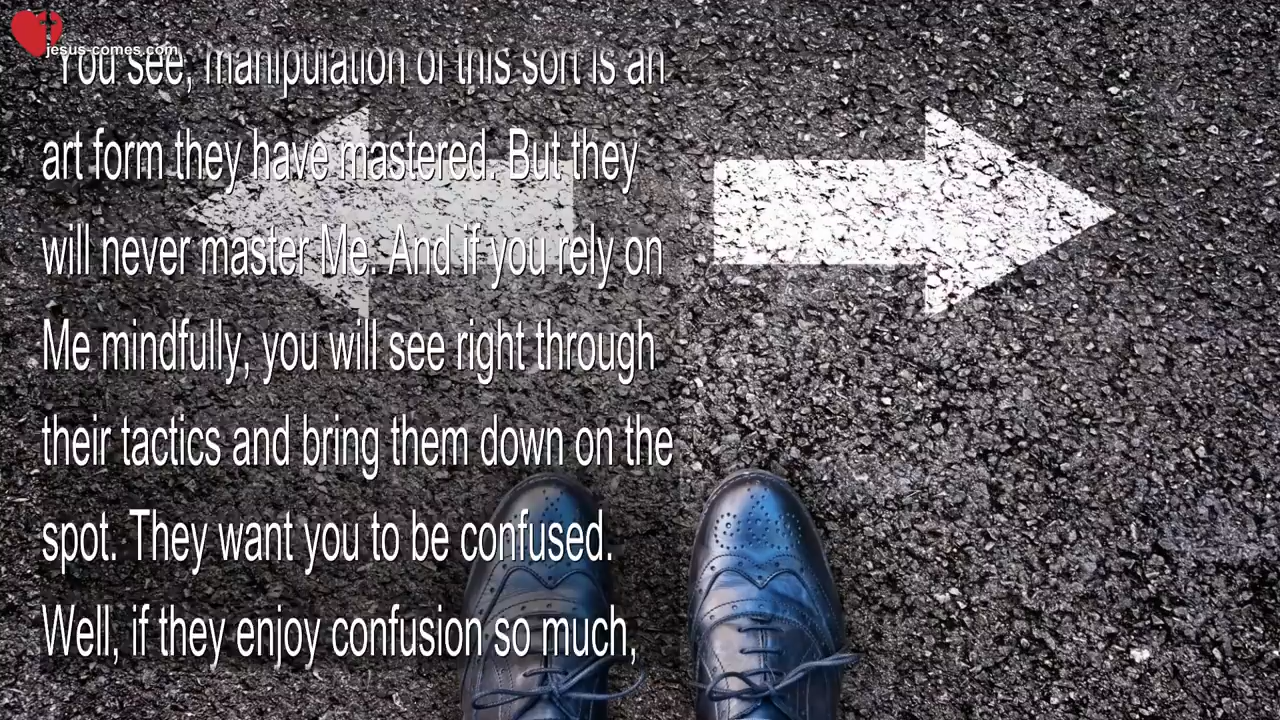 jesus-comes.com
You see, manipulation of this sort is an
art form they have mastered. But they
will never master Me. And if you rely on
Me mindfully, you will see right through
their tactics and bring them down on the
spot. They want you to be confused.
Well, if they enjoy confusion so much,